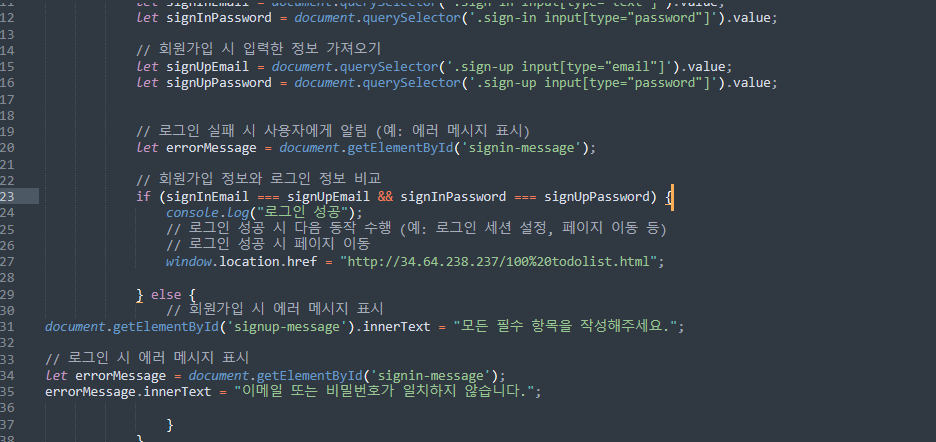 11 let signInEmail = document.querySelector('.sign-in input[type="text"]').value;
12 let signInPassword = document.querySelector('.sign-in input[type="password"]').value;
13
14 // 회원가입 시 입력한 정보 가져오기
15 let signUpEmail = document.querySelector('.sign-up input[type="email"]').value;
16 let signUpPassword = document.querySelector('.sign-up input[type="password"]').value;
17
18
19 // 로그인 실패 시 사용자에게 알림 (예: 에러 메시지 표시)
20 let errorMessage = document.getElementById('signin-message');
21
22 // 회원가입 정보와 로그인 정보 비교
23 if (signInEmail === signUpEmail && signInPassword === signUpPassword) {
24 console.log("로그인 성공");
25 // 로그인 성공 시 다음 동작 수행 (예: 로그인 세션 설정, 페이지 이동 등)
26 // 로그인 성공 시 페이지 이동
27 window.location.href = "http://34.64.238.237/100%20todolist.html";
28
29 } else {
30 // 회원가입 시 에러 메시지 표시
31 document.getElementById('signup-message').innerText = "모든 필수 항목을 작성해주세요.";
32
33 // 로그인 시 에러 메시지 표시
34 let errorMessage = document.getElementById('signin-message');
35 errorMessage.innerText = "이메일 또는 비밀번호가 일치하지 않습니다.";
36
37 }
38 }